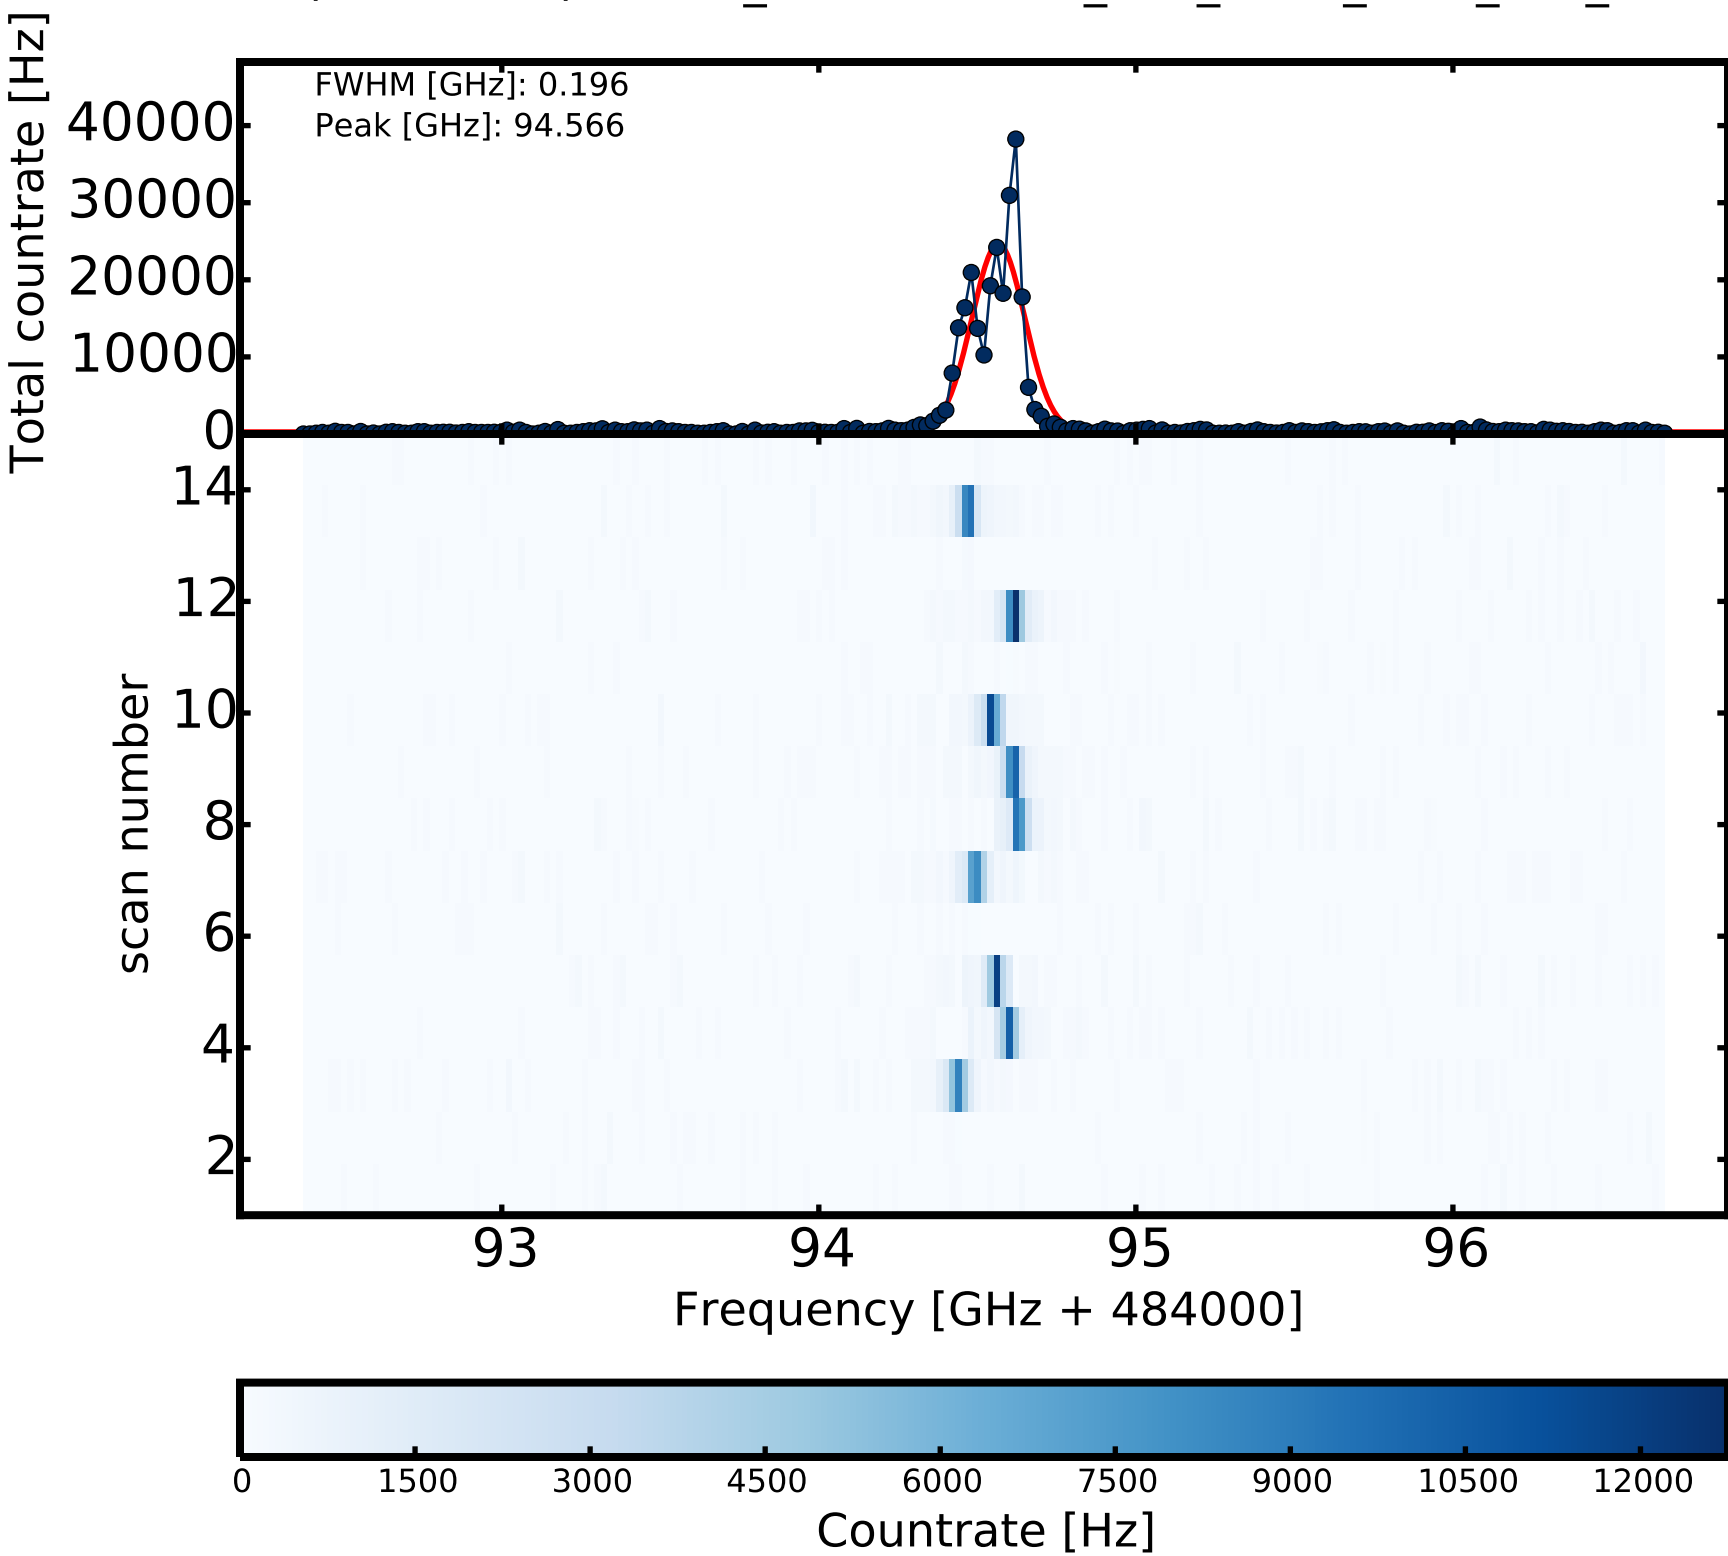 Total countrate [Hz]
FWHM [GHz]: 0.196
Peak [GHz]: 94.566
40000
30000
20000
10000
0
scan number
14
12
10
8
6
4
2
93 94 95 96
Frequency [GHz + 484000]
0 1500 3000 4500 6000 7500 9000 10500 12000
Countrate [Hz]